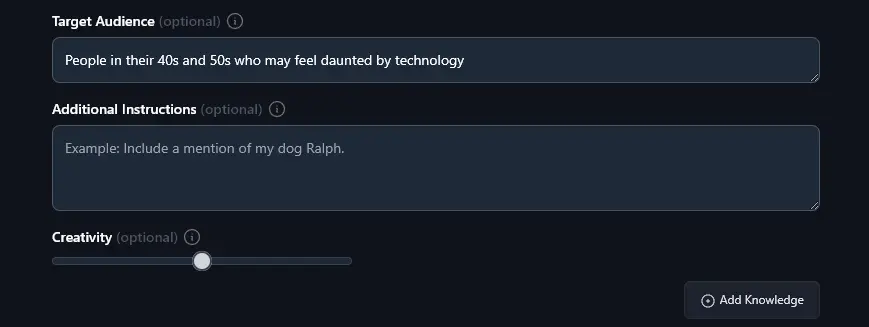 Target Audience (optional)
People in their 40s and 50s who may feel daunted by technology
Additional Instructions (optional)
Example: Include a mention of my dog Ralph.
Creativity (optional)
Add Knowledge